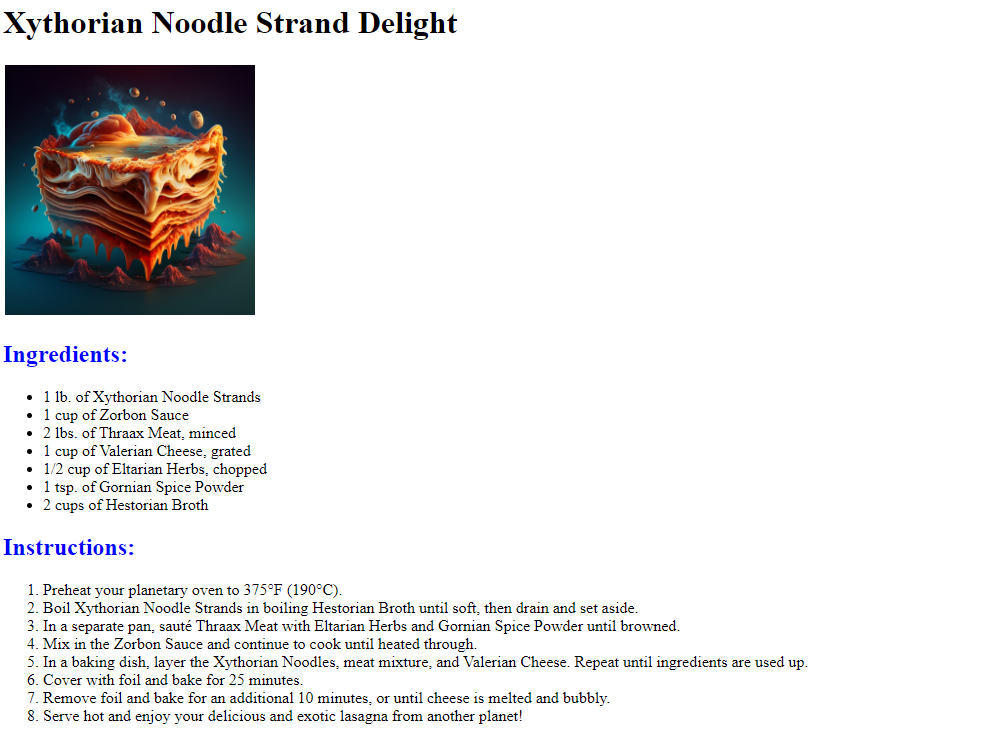 Xythorian Noodle Strand Delight
Ingredients:
• 1 lb. of Xythorian Noodle Strands
• 1 cup of Zorbon Sauce
• 2 lbs. of Thraax Meat, minced
• 1 cup of Valerian Cheese, grated
• 1/2 cup of Eltarian Herbs, chopped
• 1 tsp. of Gornian Spice Powder
• 2 cups of Hestorian Broth
Instructions:
1. Preheat your planetary oven to 375°F (190°C).
2. Boil Xythorian Noodle Strands in boiling Hestorian Broth until soft, then drain and set aside.
3. In a separate pan, sauté Thraax Meat with Eltarian Herbs and Gornian Spice Powder until browned.
4. Mix in the Zorbon Sauce and continue to cook until heated through.
5. In a baking dish, layer the Xythorian Noodles, meat mixture, and Valerian Cheese. Repeat until ingredients are used up.
6. Cover with foil and bake for 25 minutes.
7. Remove foil and bake for an additional 10 minutes, or until cheese is melted and bubbly.
8. Serve hot and enjoy your delicious and exotic lasagna from another planet!